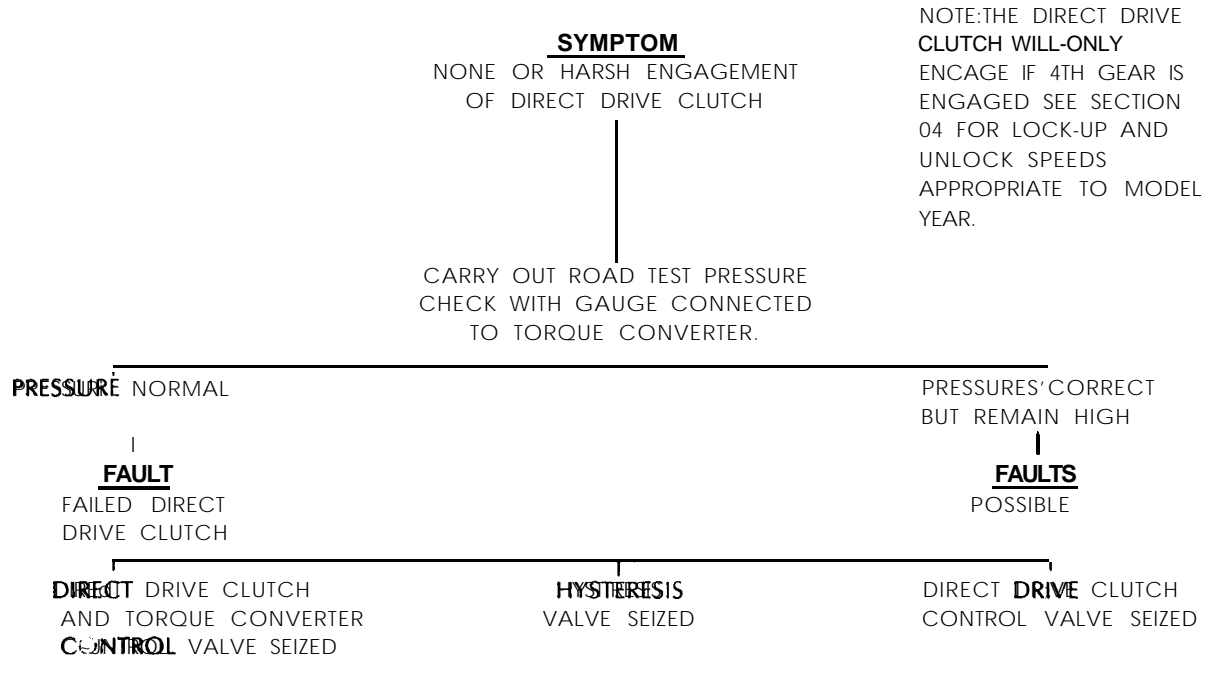 SYMPTOM
NONE OR HARSH ENGAGEMENT
OF DIRECT DRIVE CLUTCH
NOTE:THE DIRECT DRIVE
CLUTCH WILL-ONLY
ENCAGE IF 4TH GEAR IS
ENGAGED SEE SECTION
04 FOR LOCK-UP AND
UNLOCK SPEEDS
APPROPRIATE TO MODEL
YEAR.
CARRY OUT ROAD TEST PRESSURE
CHECK WITH GAUGE CONNECTED
TO TORQUE CONVERTER.
PRESSURE NORMAL
PRESSURES'CORRECT
BUT REMAIN HIGH
FAULT
FAILED DIRECT
DRIVE CLUTCH
FAULTS
POSSIBLE
DIRECT DRIVE CLUTCH
AND TORQUE CONVERTER
CONTROL VALVE SEIZED
HYSTERESIS
VALVE SEIZED
DIRECT DRIVE CLUTCH
CONTROL VALVE SEIZED